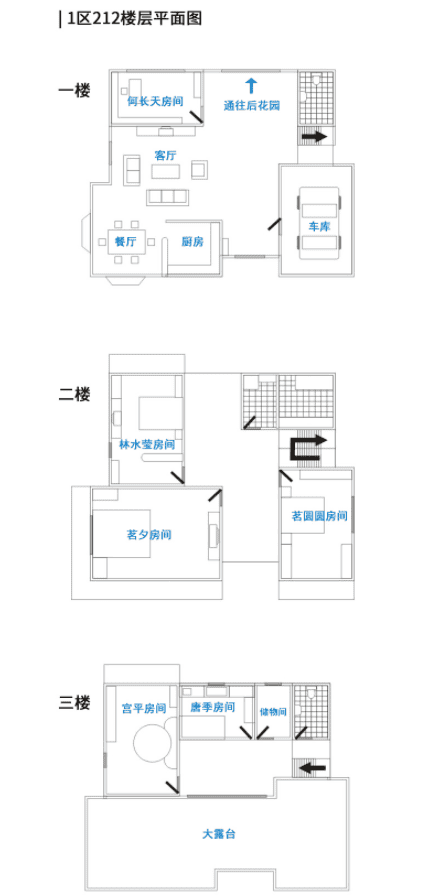 | 1区212楼层平面图
一楼
何长天房间
通往后花园
客厅
车库
餐厅
厨房
二楼
林水莹房间
茗圆圆房间
茗夕房间
三楼
宫平房间
唐季房间
储物间
大露台